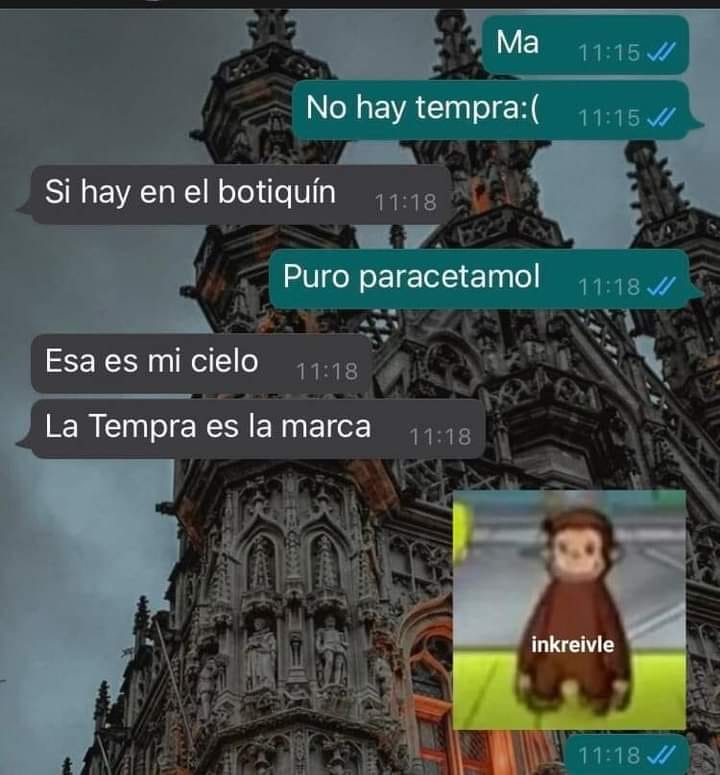 Ma 11:15
No hay tempra:( 11:15
Si hay en el botiquín 11:18
Puro paracetamol 11:18
Esa es mi cielo 11:18
La Tempra es la marca 11:18
inkreivle
11:18